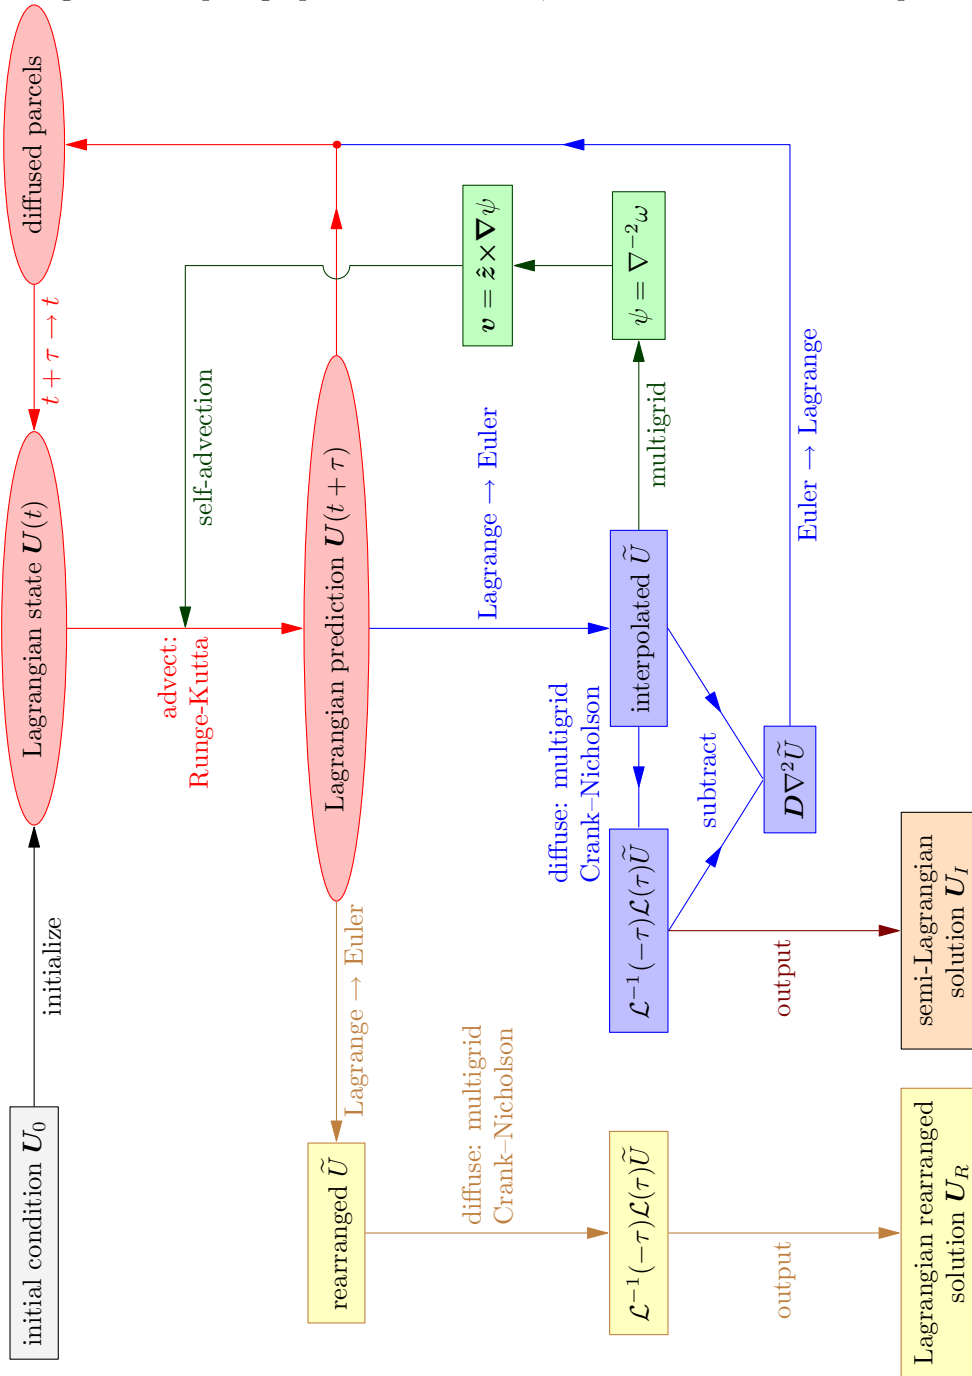 initial condition U₀
initialize
Lagrangian state U(t)
t + τ → t
diffused parcels
advect:
Runge-Kutta
self-advection
Lagrangian prediction U(t + τ)
Lagrange → Euler
rearranged Ũ
diffuse: multigrid
Crank–Nicholson
ℒ⁻¹(−τ)ℒ(τ)Ũ
output
Lagrangian rearranged
solution U_R
Lagrange → Euler
interpolated Ũ
diffuse: multigrid
Crank–Nicholson
ℒ⁻¹(−τ)ℒ(τ)Ũ
subtract
D∇²Ũ
Euler → Lagrange
multigrid
ψ = ∇⁻²ω
v = ẑ×∇ψ
output
semi-Lagrangian
solution U_I